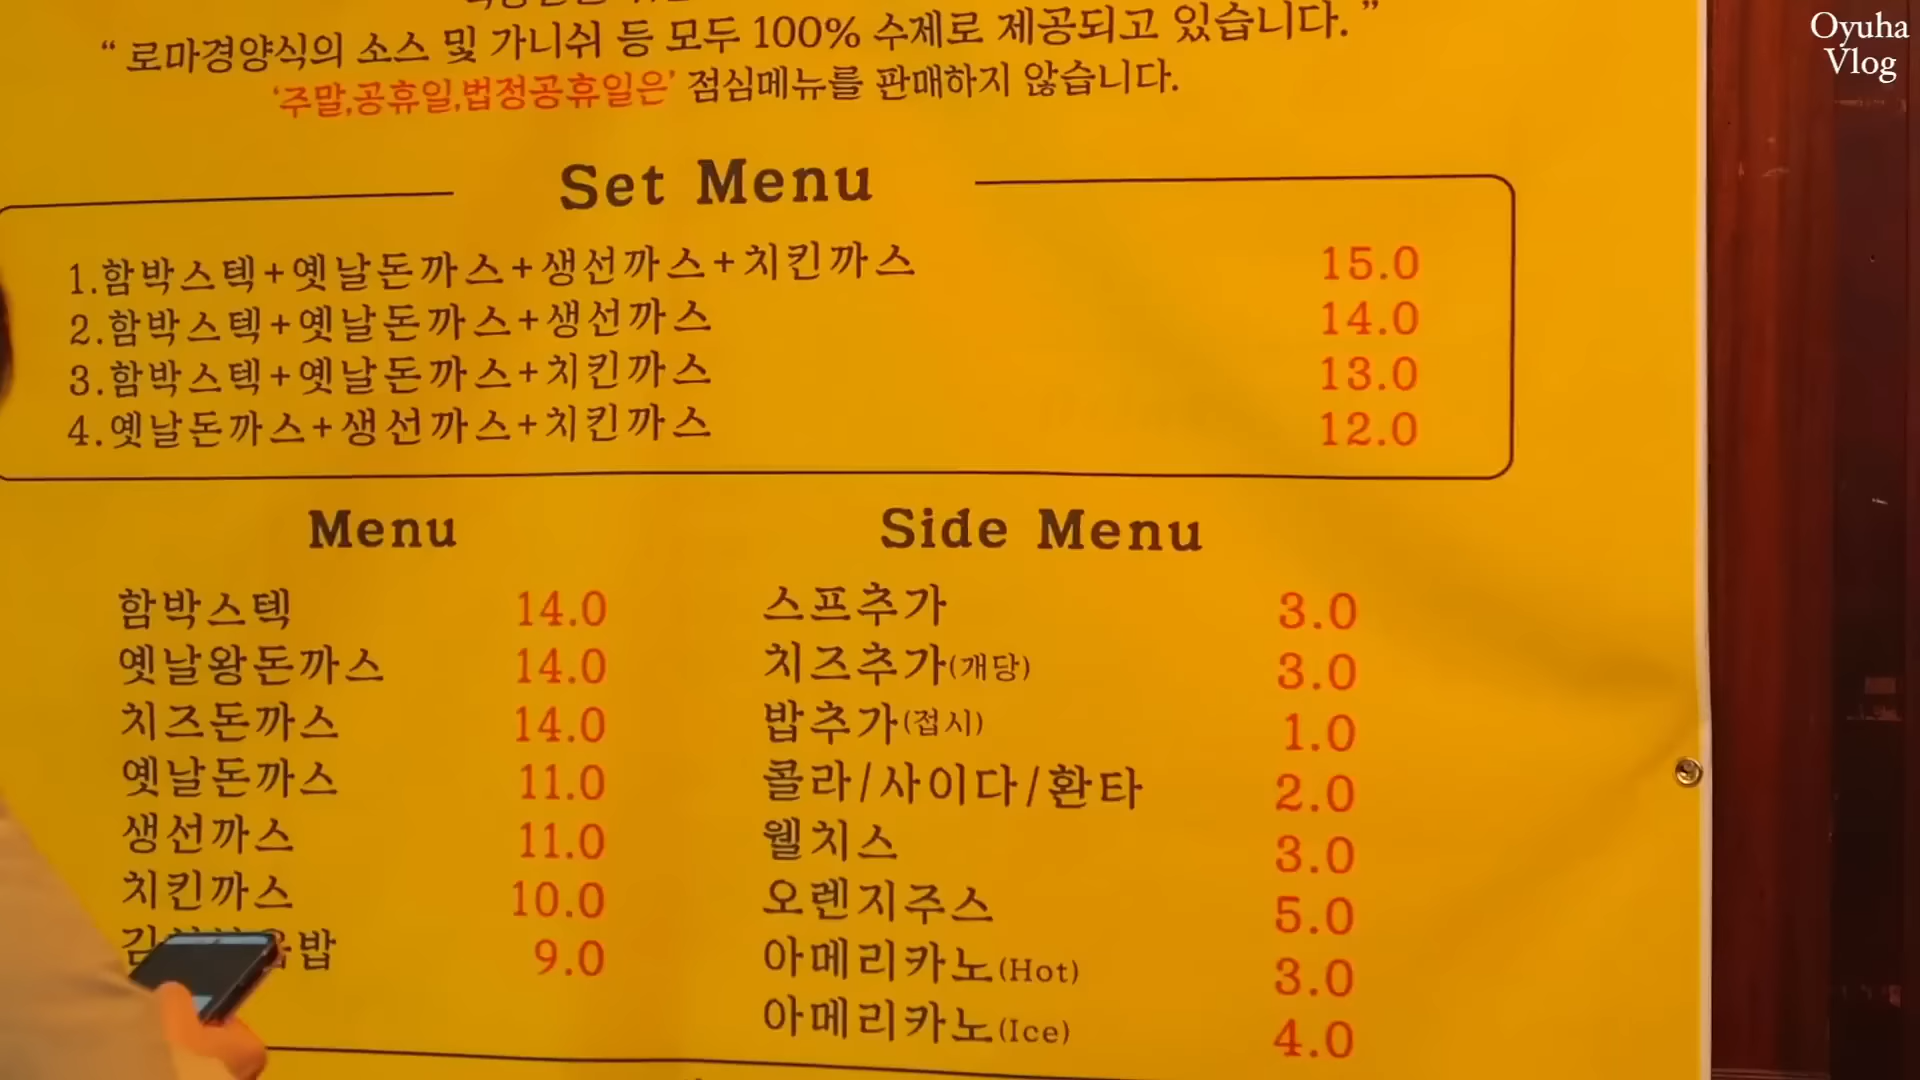 Oyuha
Vlog
“ 로마경양식의 소스 및 가니쉬 등 모두 100% 수제로 제공되고 있습니다. ”
‘주말,공휴일,법정공휴일은’ 점심메뉴를 판매하지 않습니다.
Set Menu
1.함박스텍+옛날돈까스+생선까스+치킨까스 15.0
2.함박스텍+옛날돈까스+생선까스 14.0
3.함박스텍+옛날돈까스+치킨까스 13.0
4.옛날돈까스+생선까스+치킨까스 12.0
Menu
함박스텍 14.0
옛날왕돈까스 14.0
치즈돈까스 14.0
옛날돈까스 11.0
생선까스 11.0
치킨까스 10.0
9.0
Side Menu
스프추가 3.0
치즈추가(개당) 3.0
밥추가(접시) 1.0
콜라/사이다/환타 2.0
웰치스 3.0
오렌지주스 5.0
아메리카노(Hot) 3.0
아메리카노(Ice) 4.0